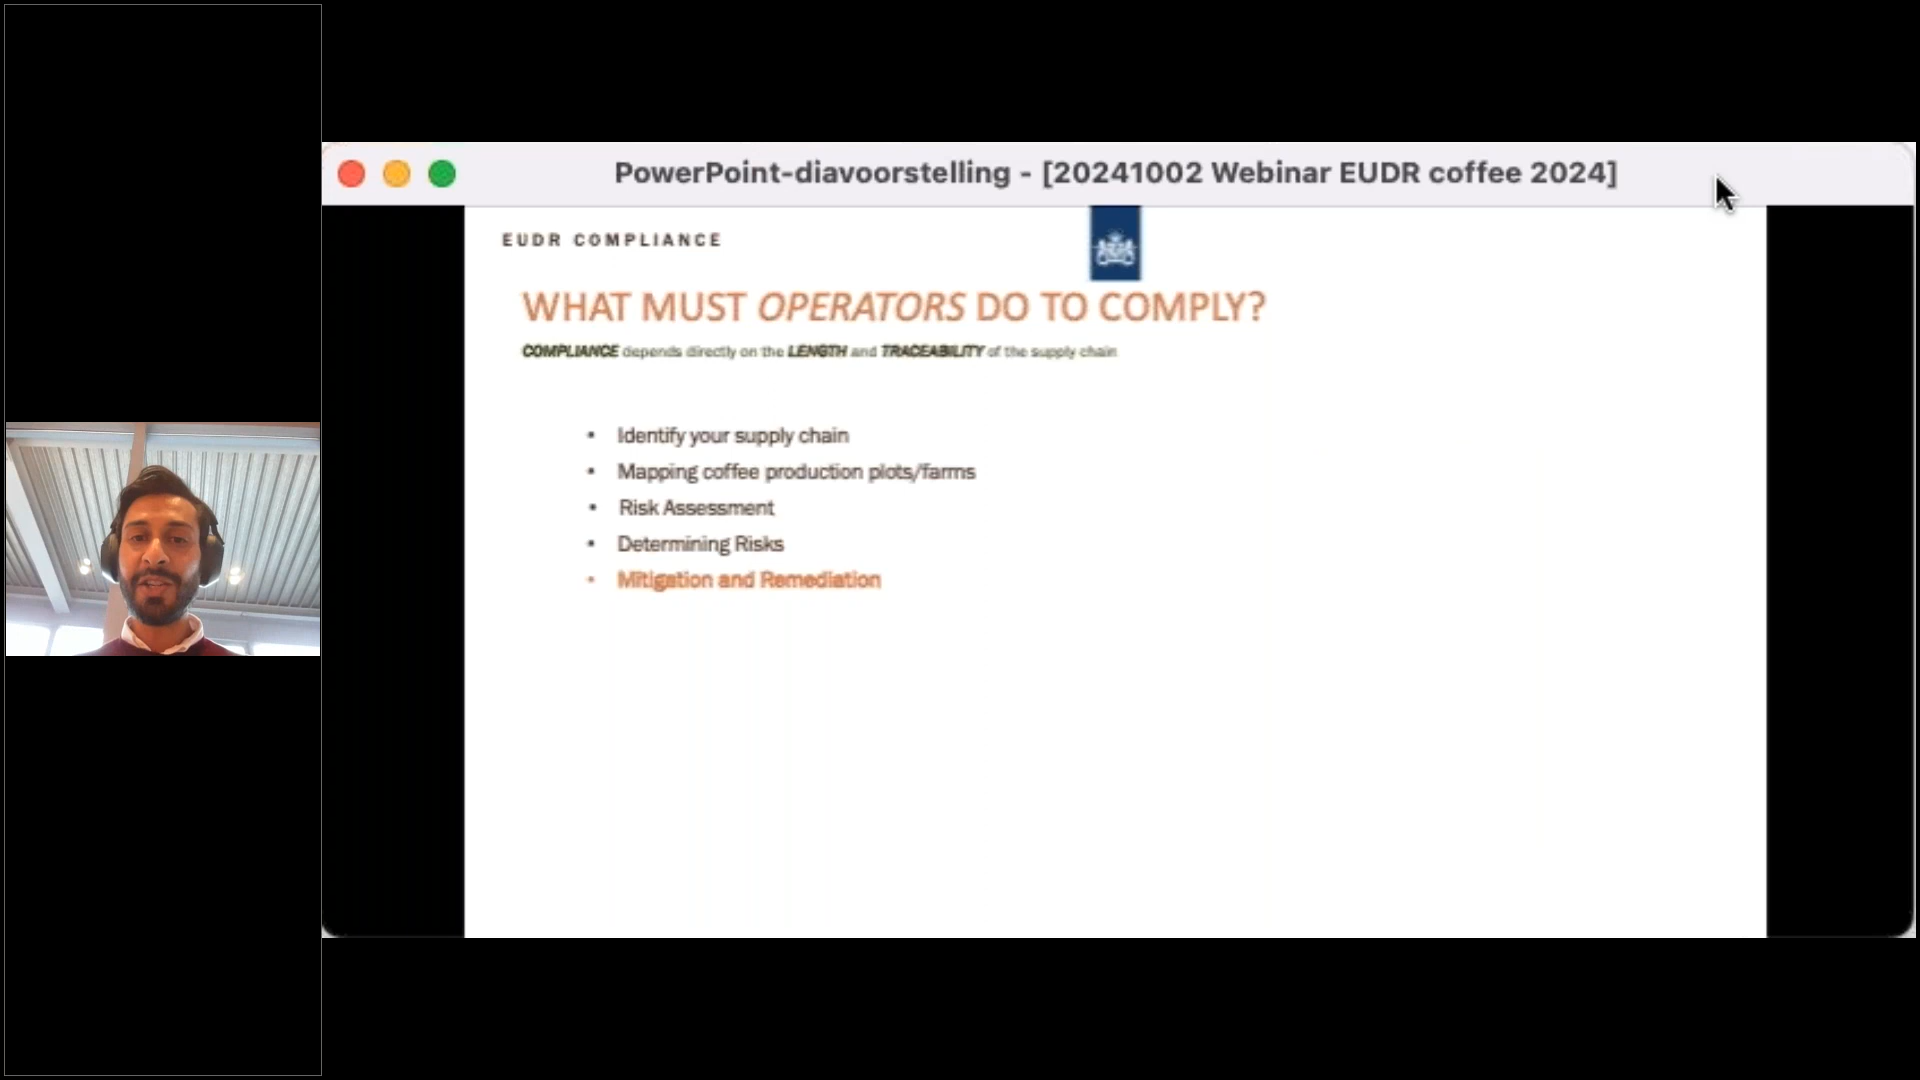 PowerPoint-diavoorstelling - [20241002 Webinar EUDR coffee 2024]
EUDR COMPLIANCE
WHAT MUST OPERATORS DO TO COMPLY?
COMPLIANCE depends directly on the LENGTH and TRACEABILITY of the supply chain
• Identify your supply chain
• Mapping coffee production plots/farms
• Risk Assessment
• Determining Risks
• Mitigation and Remediation